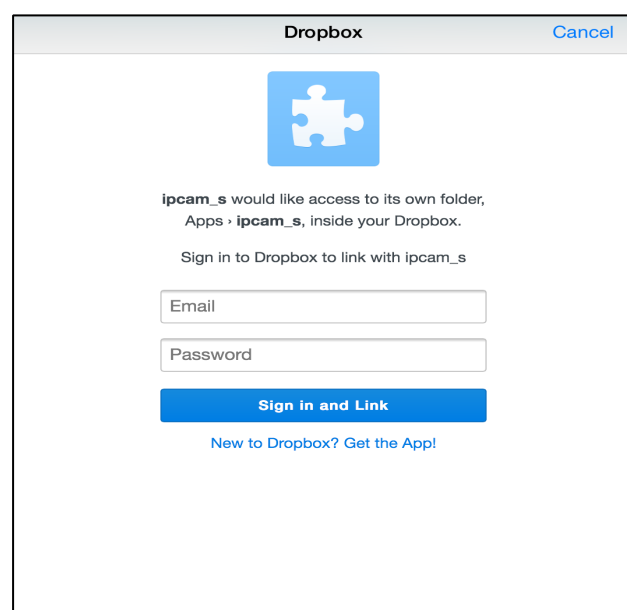 Dropbox Cancel
ipcam_s would like access to its own folder,
Apps › ipcam_s, inside your Dropbox.
Sign in to Dropbox to link with ipcam_s
Email
Password
Sign in and Link
New to Dropbox? Get the App!